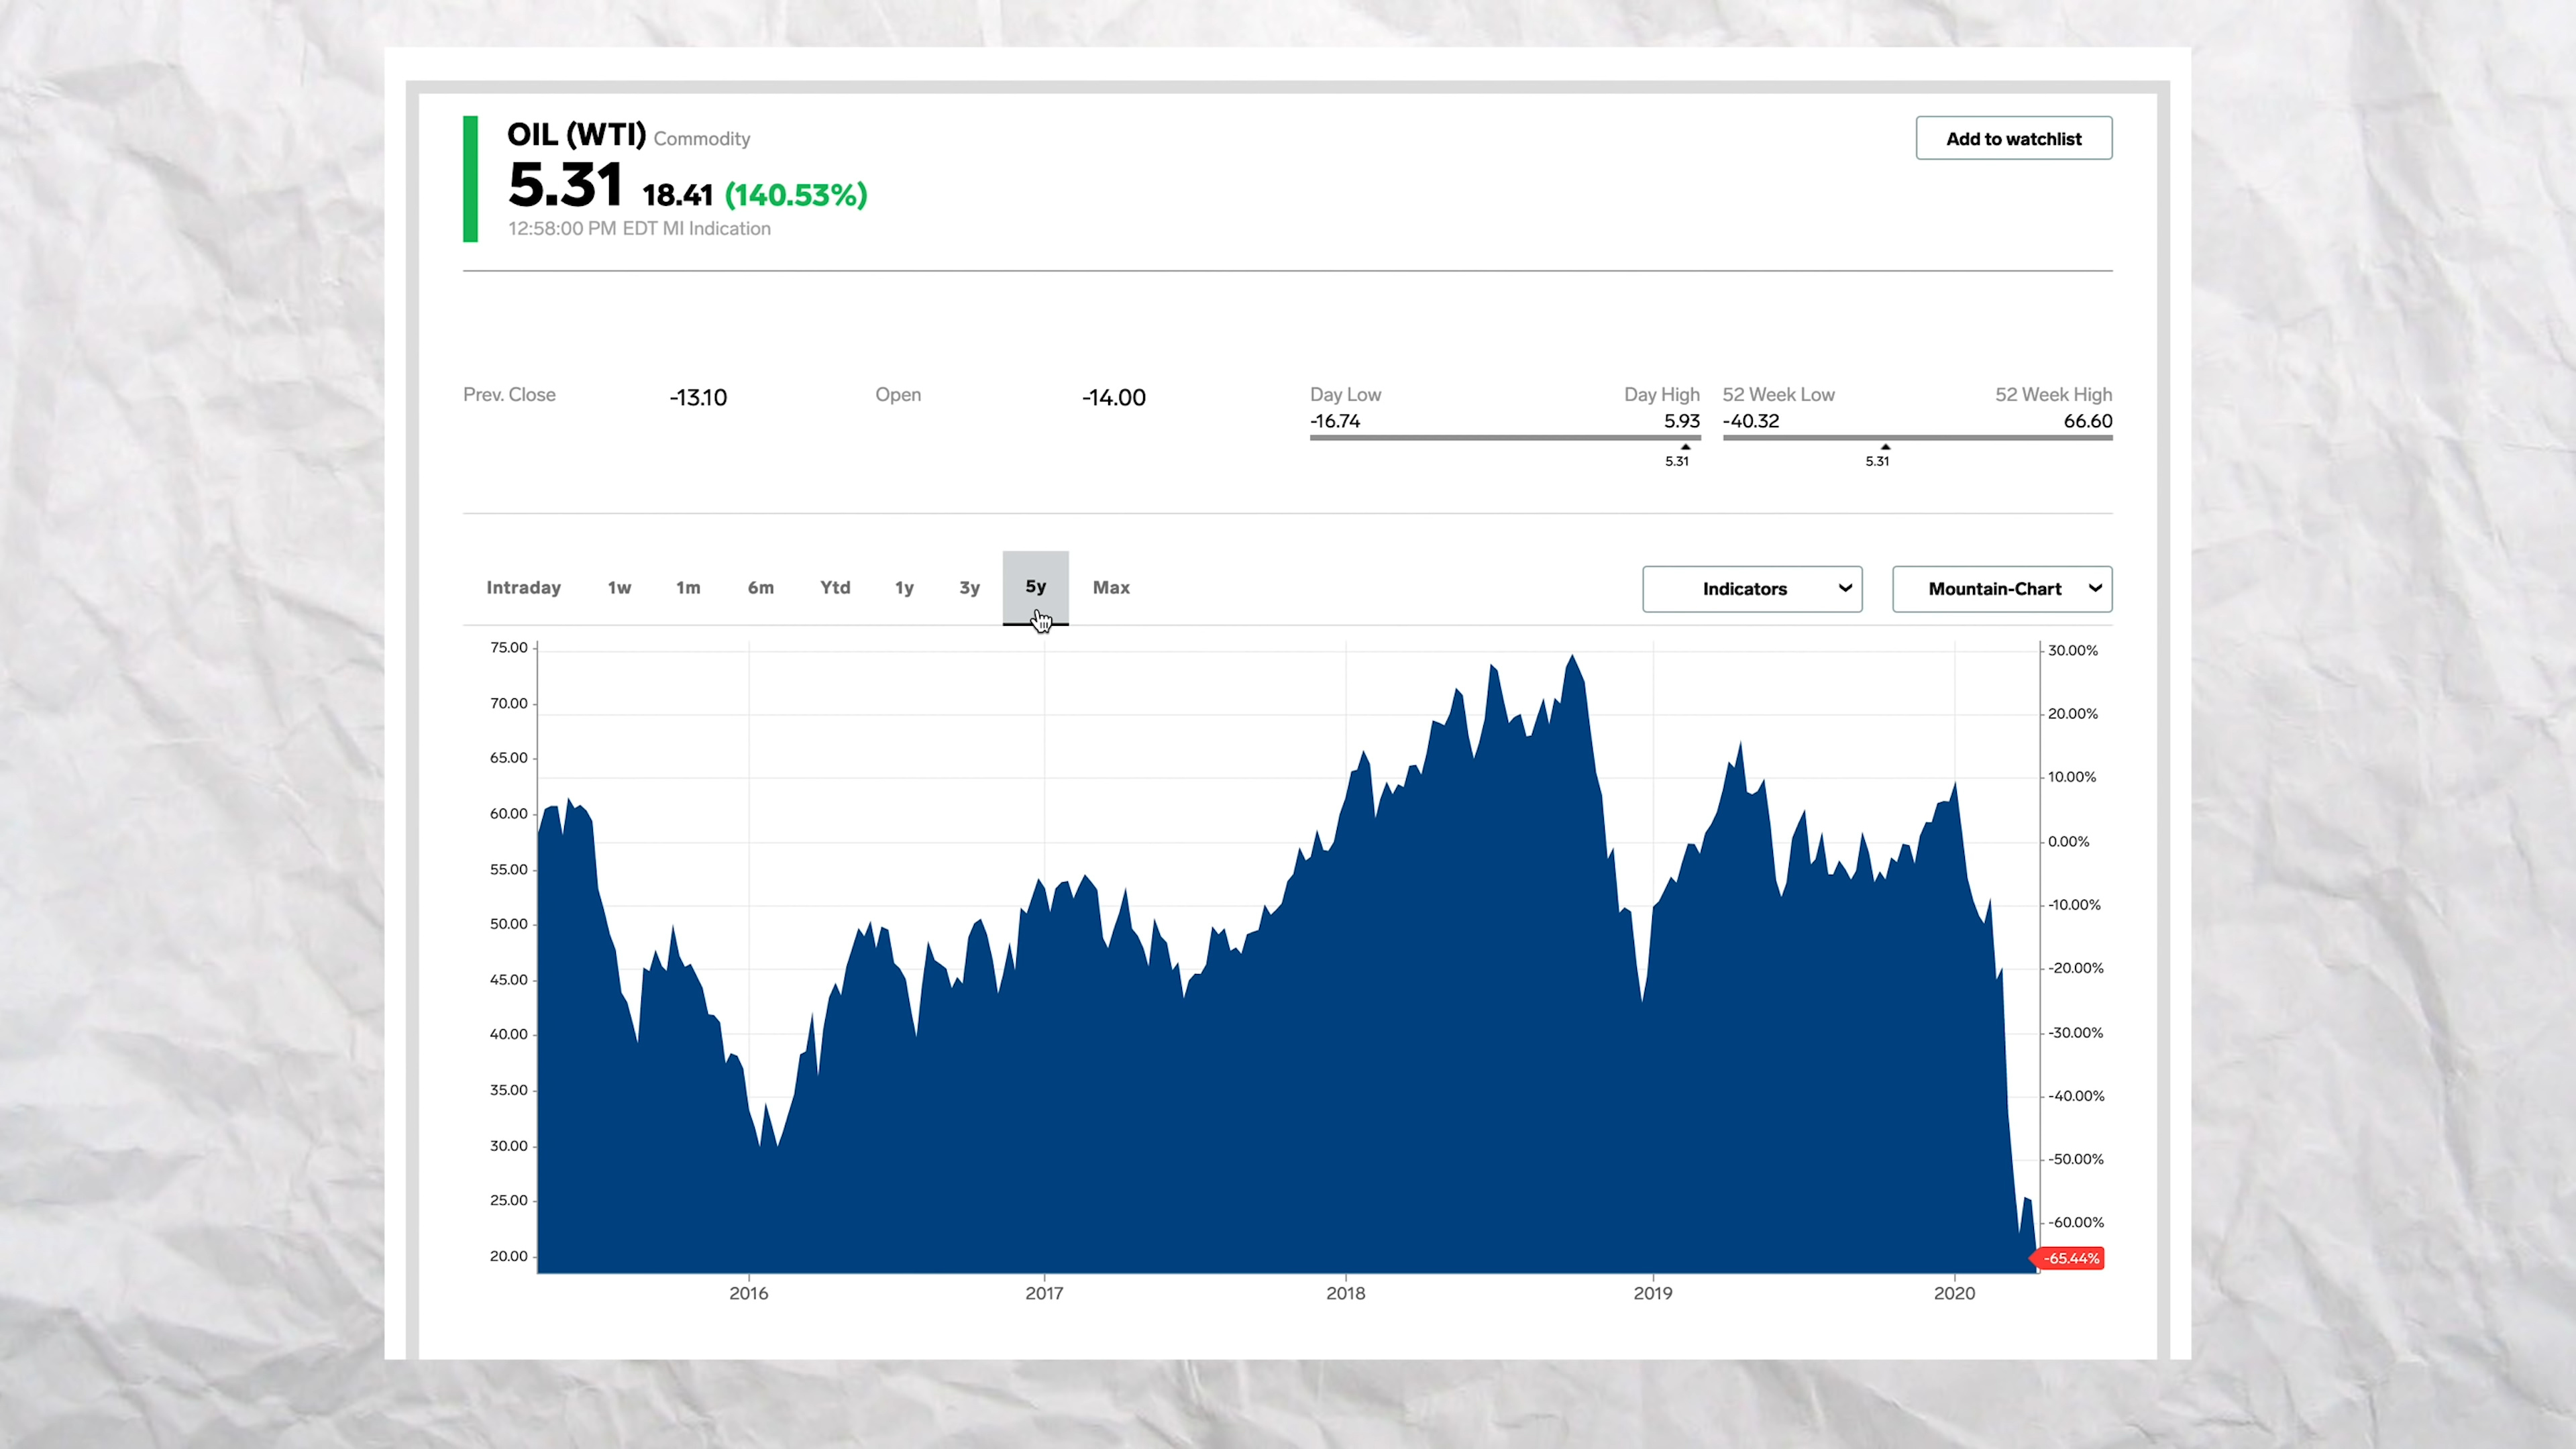 OIL (WTI) Commodity
Add to watchlist
5.31 18.41 (140.53%)
12:58:00 PM EDT MI Indication
Prev. Close -13.10 Open -14.00 Day Low Day High 52 Week Low 52 Week High
-16.74 5.93 -40.32 66.60
5.31 5.31
Intraday 1w 1m 6m Ytd 1y 3y 5y Max Indicators Mountain-Chart
75.00 30.00%
70.00 20.00%
65.00 10.00%
60.00 0.00%
55.00 -10.00%
50.00 -20.00%
45.00 -30.00%
40.00 -40.00%
35.00 -50.00%
30.00 -60.00%
25.00
20.00 -65.44%
2016 2017 2018 2019 2020